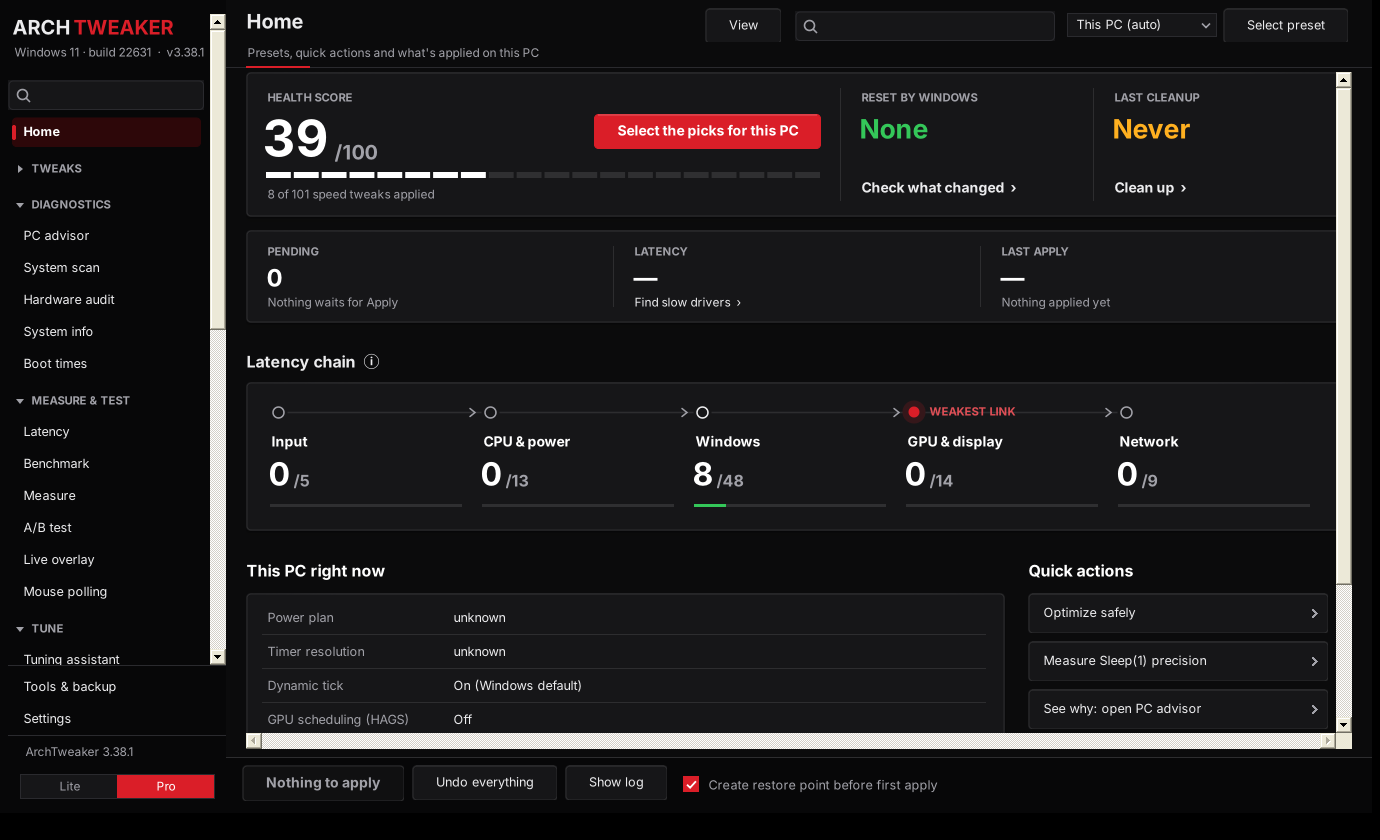 ARCH TWEAKER
Windows 11 · build 22631 · v3.38.1
Home
TWEAKS
DIAGNOSTICS
PC advisor
System scan
Hardware audit
System info
Boot times
MEASURE & TEST
Latency
Benchmark
Measure
A/B test
Live overlay
Mouse polling
TUNE
Tuning assistant
Tools & backup
Settings
ArchTweaker 3.38.1
Lite
Pro
Home
Presets, quick actions and what's applied on this PC
View
This PC (auto)
Select preset
HEALTH SCORE
39 /100
Select the picks for this PC
8 of 101 speed tweaks applied
RESET BY WINDOWS
None
Check what changed ›
LAST CLEANUP
Never
Clean up ›
PENDING
0
Nothing waits for Apply
LATENCY
—
Find slow drivers ›
LAST APPLY
—
Nothing applied yet
Latency chain
WEAKEST LINK
Input
0 /5
CPU & power
0 /13
Windows
8 /48
GPU & display
0 /14
Network
0 /9
This PC right now
Power plan unknown
Timer resolution unknown
Dynamic tick On (Windows default)
GPU scheduling (HAGS) Off
Quick actions
Optimize safely
Measure Sleep(1) precision
See why: open PC advisor
Nothing to apply
Undo everything
Show log
Create restore point before first apply